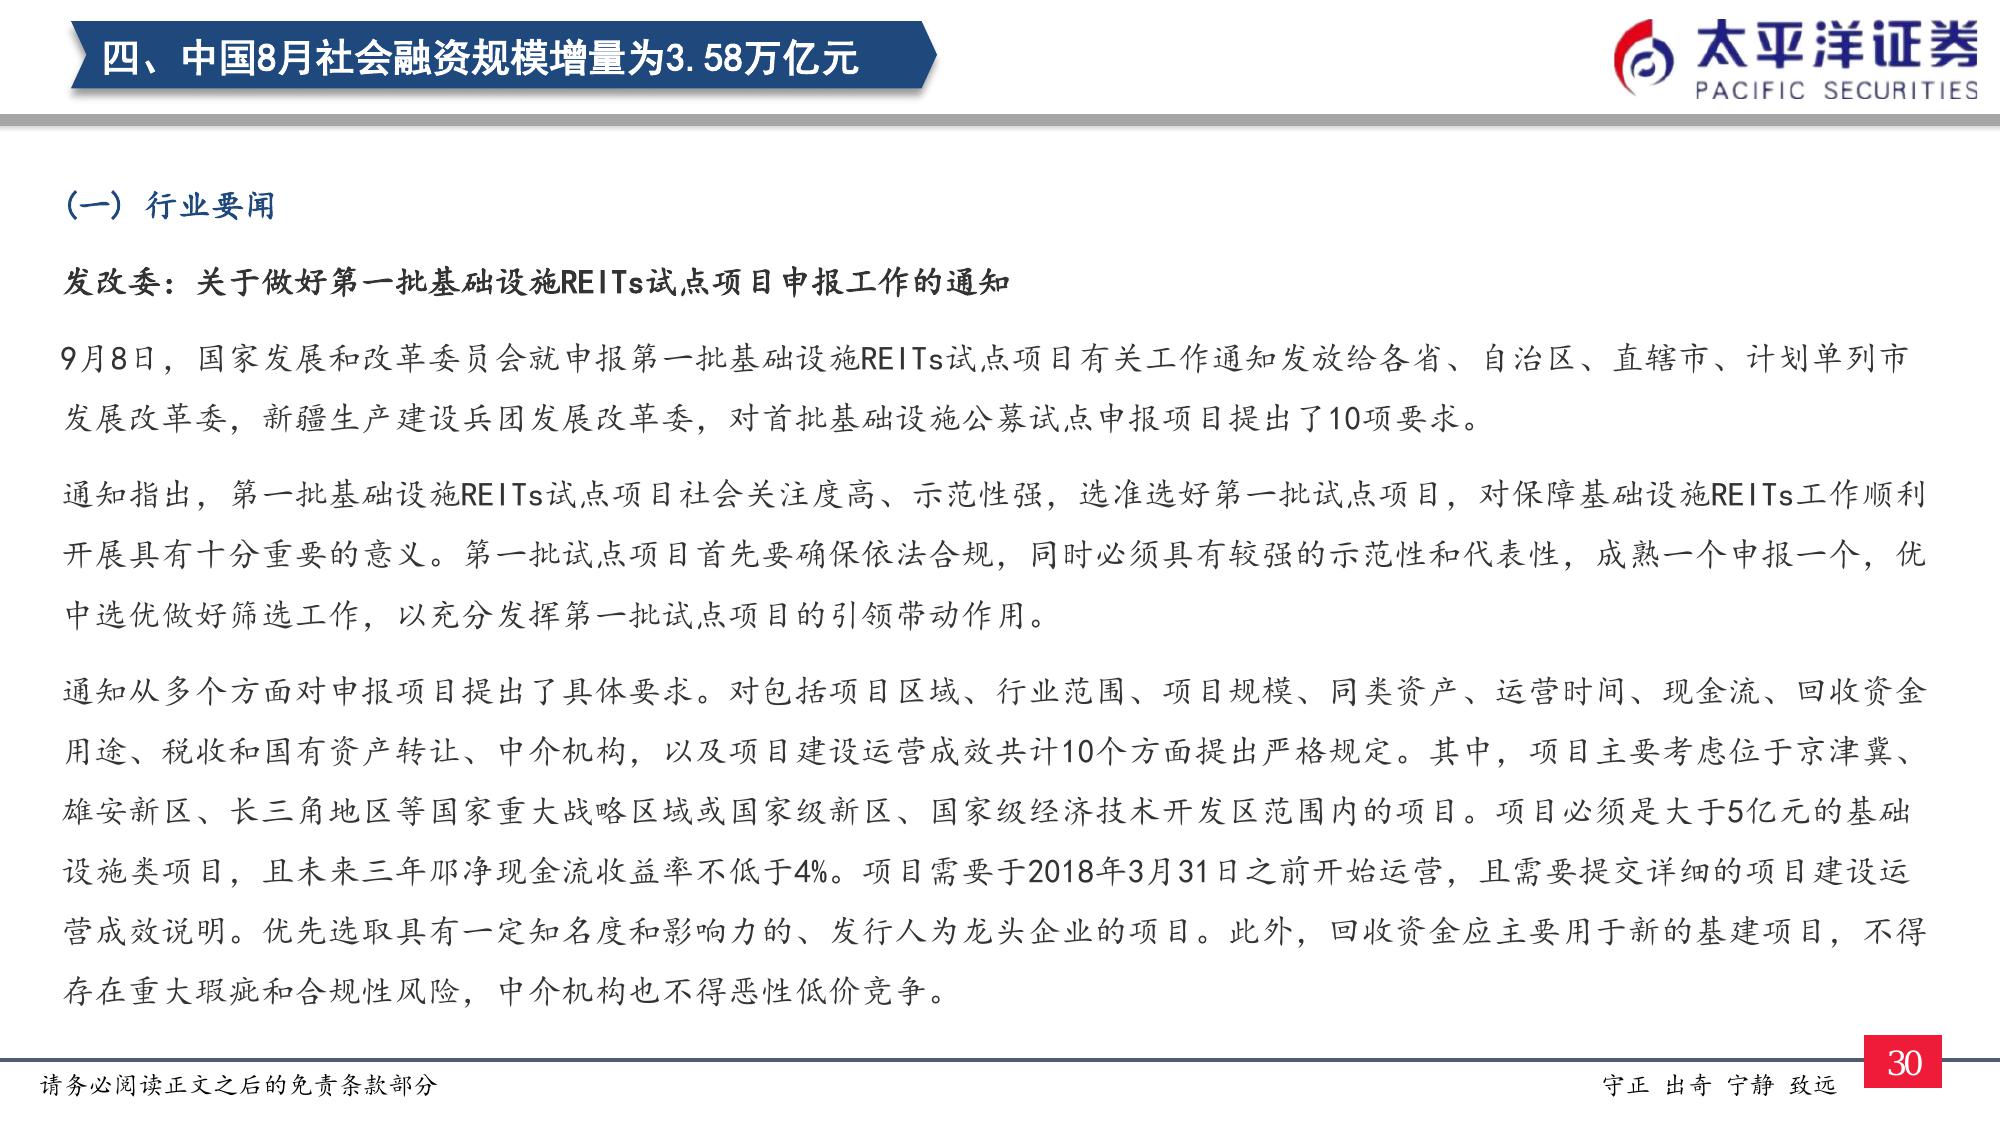 四、中国8月社会融资规模增量为3.58万亿元
太平洋证券
PACIFIC SECURITIES
(一) 行业要闻
发改委：关于做好第一批基础设施REITs试点项目申报工作的通知
9月8日，国家发展和改革委员会就申报第一批基础设施REITs试点项目有关工作通知发放给各省、自治区、直辖市、计划单列市
发展改革委，新疆生产建设兵团发展改革委，对首批基础设施公募试点申报项目提出了10项要求。
通知指出，第一批基础设施REITs试点项目社会关注度高、示范性强，选准选好第一批试点项目，对保障基础设施REITs工作顺利
开展具有十分重要的意义。第一批试点项目首先要确保依法合规，同时必须具有较强的示范性和代表性，成熟一个申报一个，优
中选优做好筛选工作，以充分发挥第一批试点项目的引领带动作用。
通知从多个方面对申报项目提出了具体要求。对包括项目区域、行业范围、项目规模、同类资产、运营时间、现金流、回收资金
用途、税收和国有资产转让、中介机构，以及项目建设运营成效共计10个方面提出严格规定。其中，项目主要考虑位于京津冀、
雄安新区、长三角地区等国家重大战略区域或国家级新区、国家级经济技术开发区范围内的项目。项目必须是大于5亿元的基础
设施类项目，且未来三年邝净现金流收益率不低于4%。项目需要于2018年3月31日之前开始运营，且需要提交详细的项目建设运
营成效说明。优先选取具有一定知名度和影响力的、发行人为龙头企业的项目。此外，回收资金应主要用于新的基建项目，不得
存在重大瑕疵和合规性风险，中介机构也不得恶性低价竞争。
请务必阅读正文之后的免责条款部分
守正 出奇 宁静 致远
30